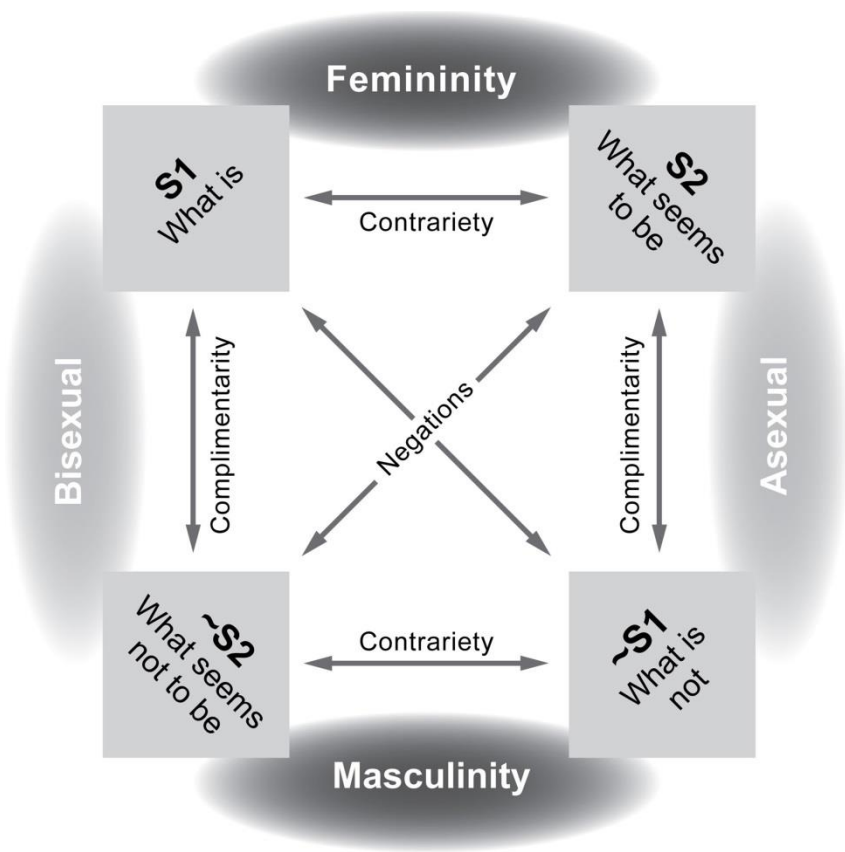 Femininity
S1
What is
S2
What seems
to be
Contrariety
Bisexual
Complimentarity
Negations
Complimentarity
Asexual
~S2
What seems
not to be
Contrariety
~S1
What is
not
Masculinity